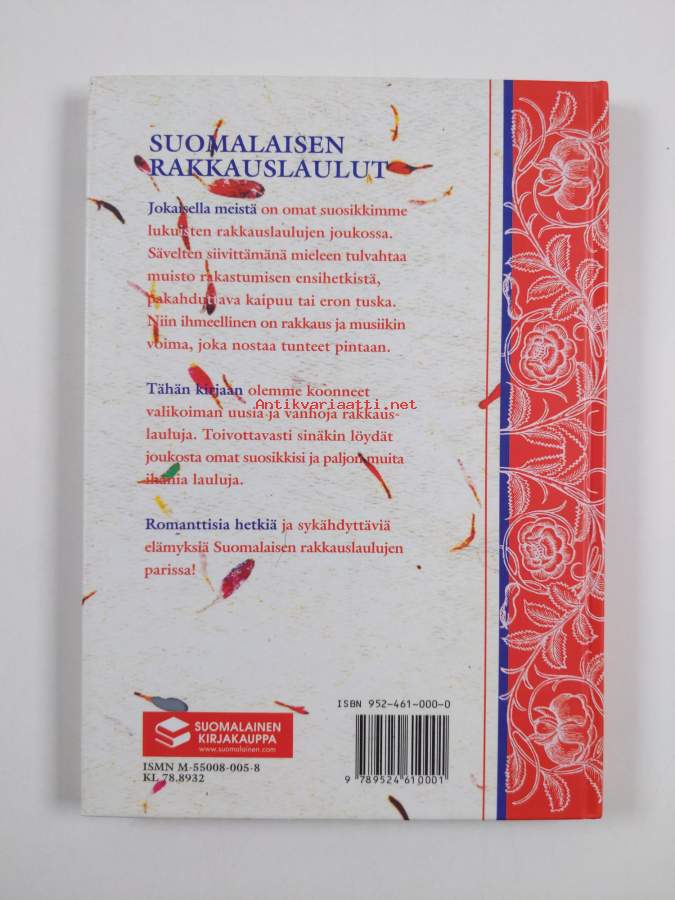 SUOMALAISEN
RAKKAUSLAULUT
Jokaisella meistä on omat suosikkimme
lukuisten rakkauslaulujen joukossa.
Sävelten siivittämänä mieleen tulvahtaa
muisto rakastumisen ensihetkistä,
pakahduttava kaipuu tai eron tuska.
Niin ihmeellinen on rakkaus ja musiikin
voima, joka nostaa tunteet pintaan.
Tähän kirjaan olemme koonneet
Antikvariaatti.net
valikoiman uusia ja vanhoja rakkaus-
lauluja. Toivottavasti sinäkin löydät
joukosta omat suosikkisi ja paljon muita
ihania lauluja.
Romanttisia hetkiä ja sykähdyttäviä
elämyksiä Suomalaisen rakkauslaulujen
parissa!
ISBN 952-461-000-0
SUOMALAINEN
KIRJAKAUPPA
www.suomalainen.com
ISMN M-55008-005-8
KL 78.8932
9 789524 610001